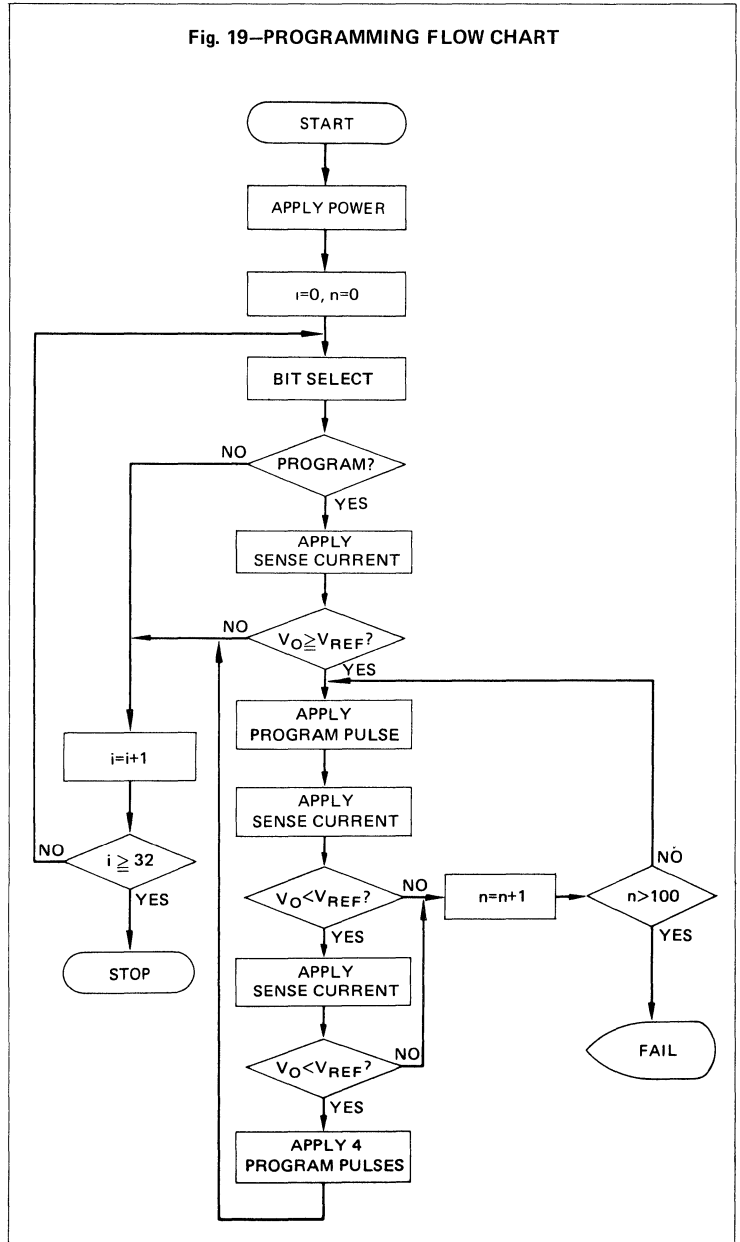 Fig. 19—PROGRAMMING FLOW CHART
START
APPLY POWER
ı=0, n=0
BIT SELECT
NO
PROGRAM?
YES
APPLY
SENSE CURRENT
NO
VO≧VREF?
YES
APPLY
PROGRAM PULSE
i=i+1
APPLY
SENSE CURRENT
NO
i ≧ 32
YES
STOP
VO<VREF?
NO
YES
n=n+1
NO
n>100
YES
FAIL
APPLY
SENSE CURRENT
VO<VREF?
NO
YES
APPLY 4
PROGRAM PULSES